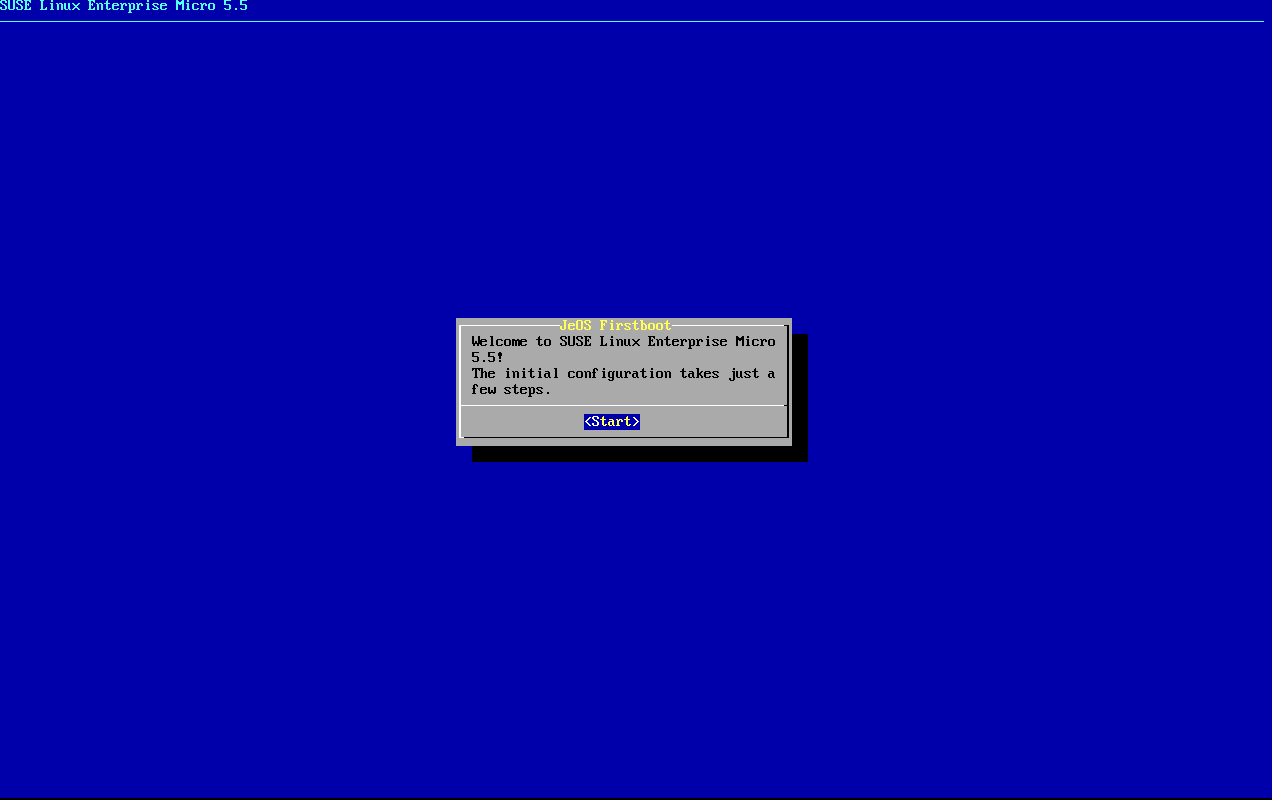 SUSE Linux Enterprise Micro 5.5
JeOS Firstboot
Welcome to SUSE Linux Enterprise Micro
5.5!
The initial configuration takes just a
few steps.
<Start>